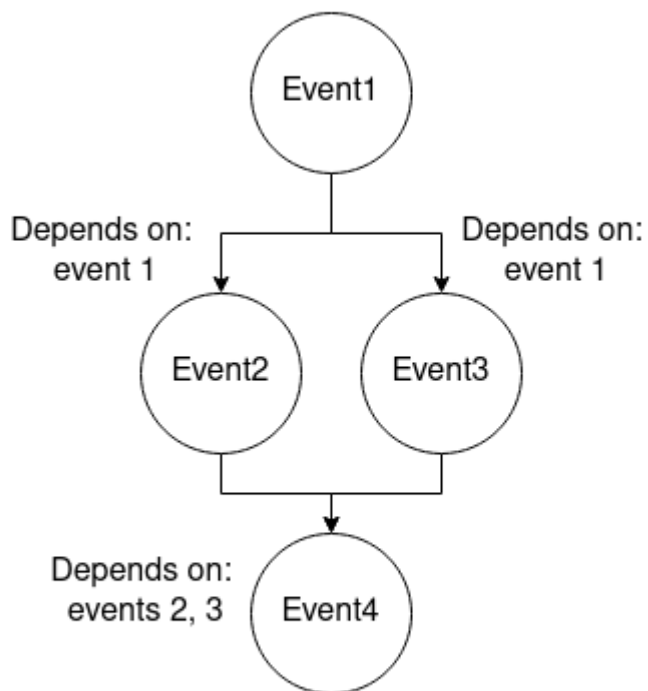 Event1
Depends on:
event 1
Depends on:
event 1
Event2
Event3
Depends on:
events 2, 3
Event4